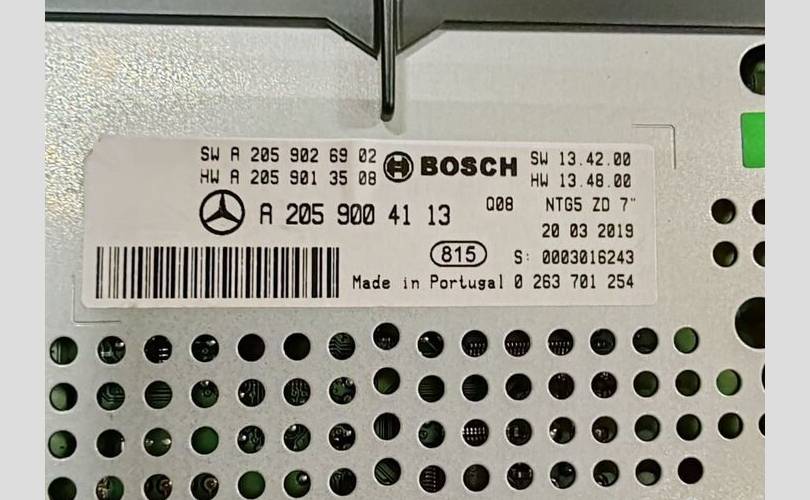 SW A 205 902 69 02
HW A 205 901 35 08
BOSCH
SW 13.42.00
HW 13.48.00
A 205 900 41 13
Q08 NTG5 ZD 7"
20 03 2019
815
S: 0003016243
Made in Portugal 0 263 701 254